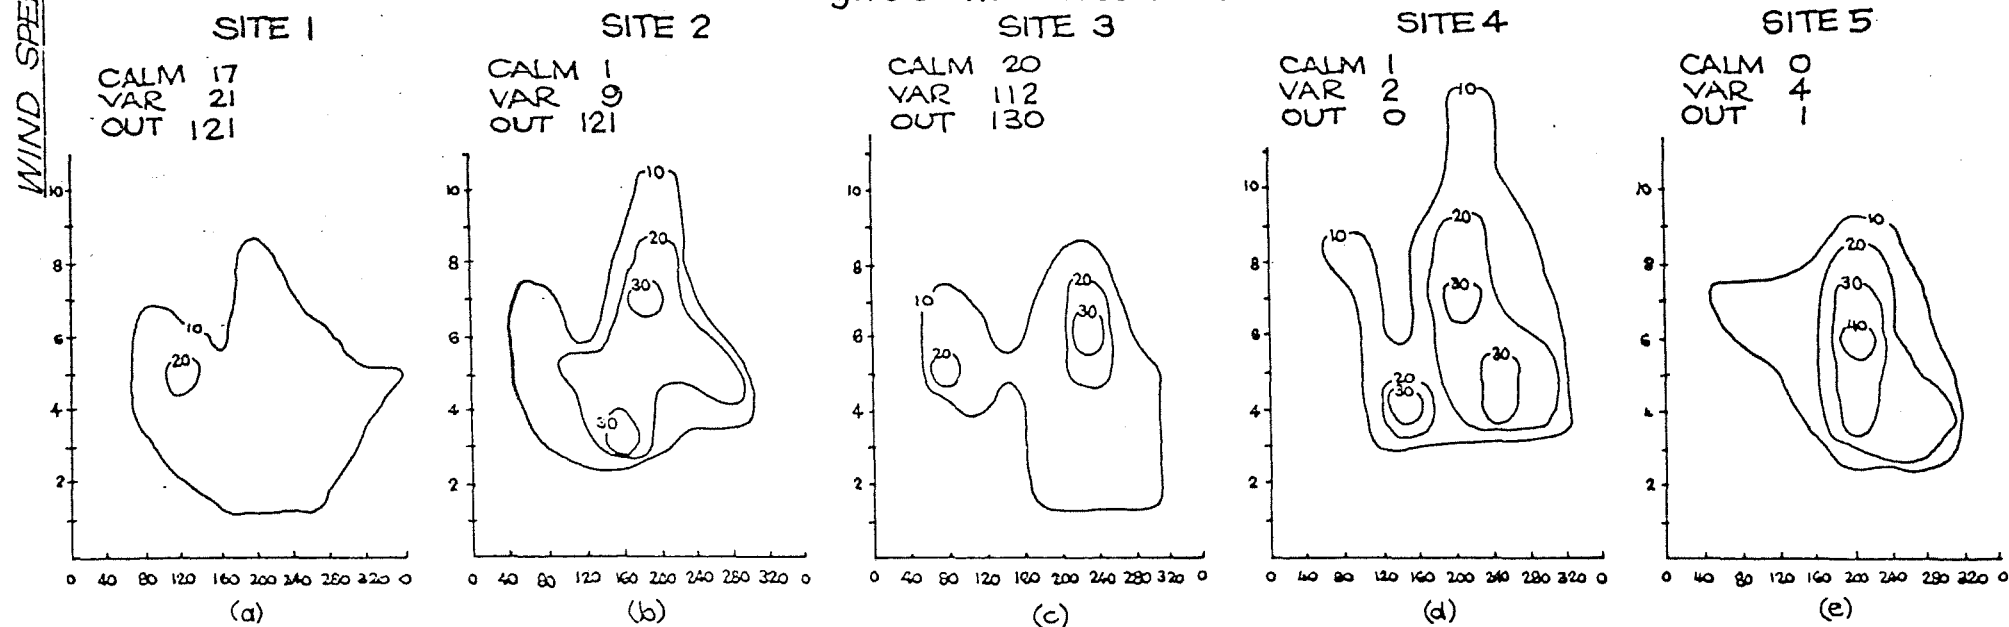 WIND SPE
SITE 1
CALM 17
VAR 21
OUT 121
10
8
6
4
2
10
20
0 40 80 120 160 200 240 280 320 0
(a)
SITE 2
CALM 1
VAR 9
OUT 121
10
8
6
4
2
10
20
30
30
0 40 80 120 160 200 240 280 320 0
(b)
SITE 3
CALM 20
VAR 112
OUT 130
10
8
6
4
2
10
20
20
30
0 40 80 120 160 200 240 280 320 0
(c)
SITE 4
CALM 1
VAR 2
OUT 0
10
8
6
4
2
10
10
20
30
30
20
30
0 40 80 120 160 200 240 280 320 0
(d)
SITE 5
CALM 0
VAR 4
OUT 1
10
8
6
4
2
10
20
30
40
0 40 80 120 160 200 240 280 320 0
(e)